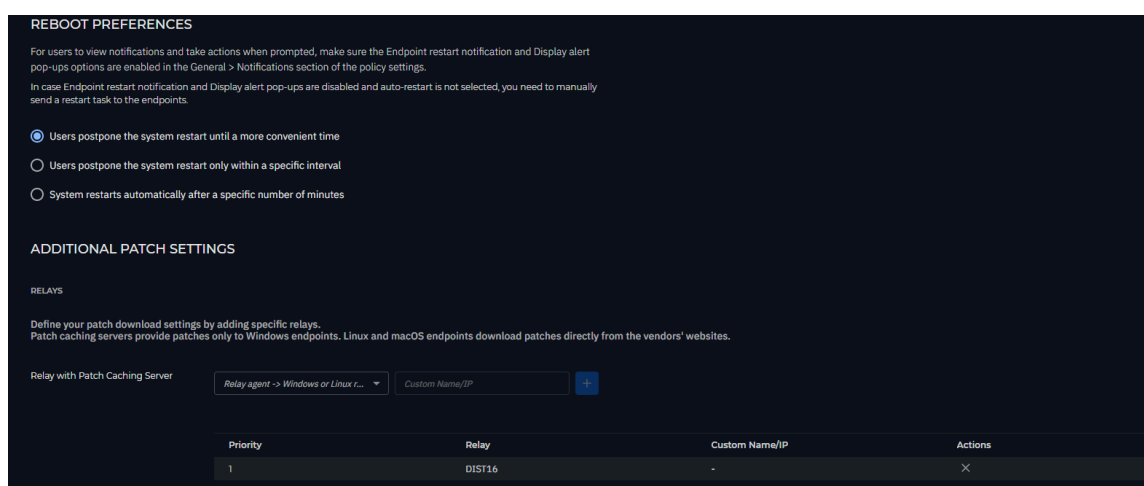 REBOOT PREFERENCES
For users to view notifications and take actions when prompted, make sure the Endpoint restart notification and Display alert
pop-ups options are enabled in the General > Notifications section of the policy settings.
In case Endpoint restart notification and Display alert pop-ups are disabled and auto-restart is not selected, you need to manually
send a restart task to the endpoints.
Users postpone the system restart until a more convenient time
Users postpone the system restart only within a specific interval
System restarts automatically after a specific number of minutes
ADDITIONAL PATCH SETTINGS
RELAYS
Define your patch download settings by adding specific relays.
Patch caching servers provide patches only to Windows endpoints. Linux and macOS endpoints download patches directly from the vendors' websites.
Relay with Patch Caching Server Relay agent -> Windows or Linux r... Custom Name/IP +
Priority Relay Custom Name/IP Actions
1 DIST16 -